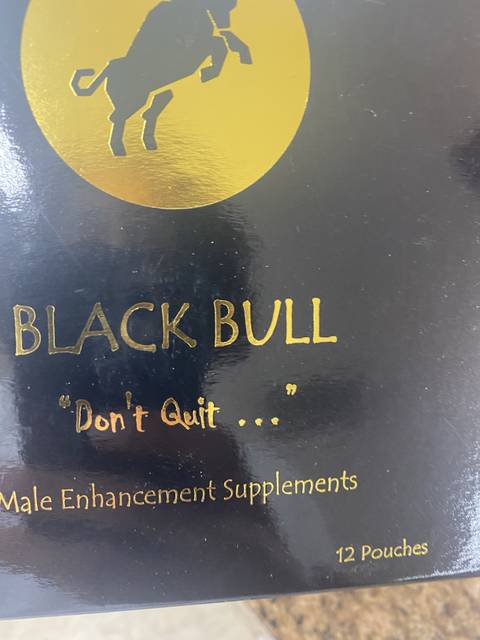 BLACK BULL
"Don't Quit ..."
Male Enhancement Supplements
12 Pouches